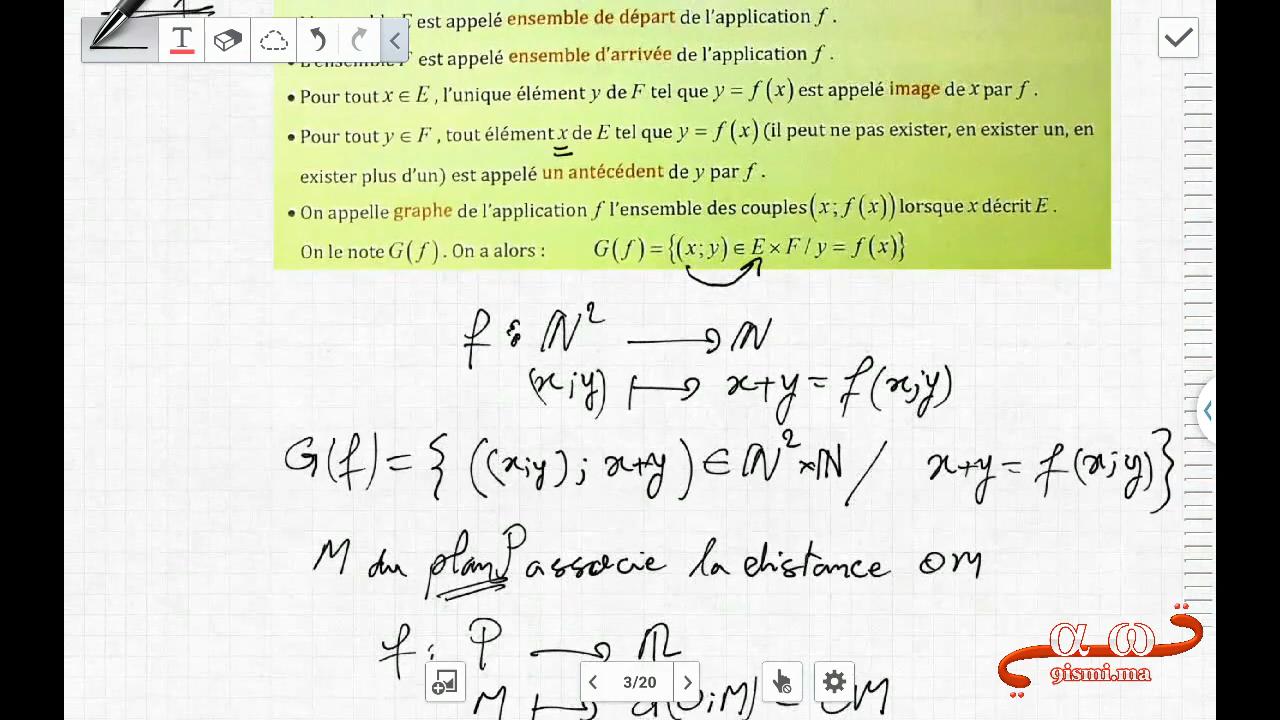 E est appelé ensemble de départ de l'application f .
• L'ensemble F est appelé ensemble d'arrivée de l'application f .
• Pour tout x ∈ E , l'unique élément y de F tel que y = f(x) est appelé image de x par f .
• Pour tout y ∈ F , tout élément x de E tel que y = f(x) (il peut ne pas exister, en exister un, en
exister plus d'un) est appelé un antécédent de y par f .
• On appelle graphe de l'application f l'ensemble des couples (x; f(x)) lorsque x décrit E .
On le note G(f) . On a alors : G(f) = {(x; y) ∈ E × F / y = f(x)}
f : ℕ² → ℕ
(x;y) ↦ x+y = f(x;y)
G(f) = { ((x;y) ; x+y) ∈ ℕ² × ℕ / x+y = f(x;y) }
M du plan P associe la distance OM
f : P → ℝ
M ↦ d(O;M) = OM
3/20
α ω
gismi.ma
T